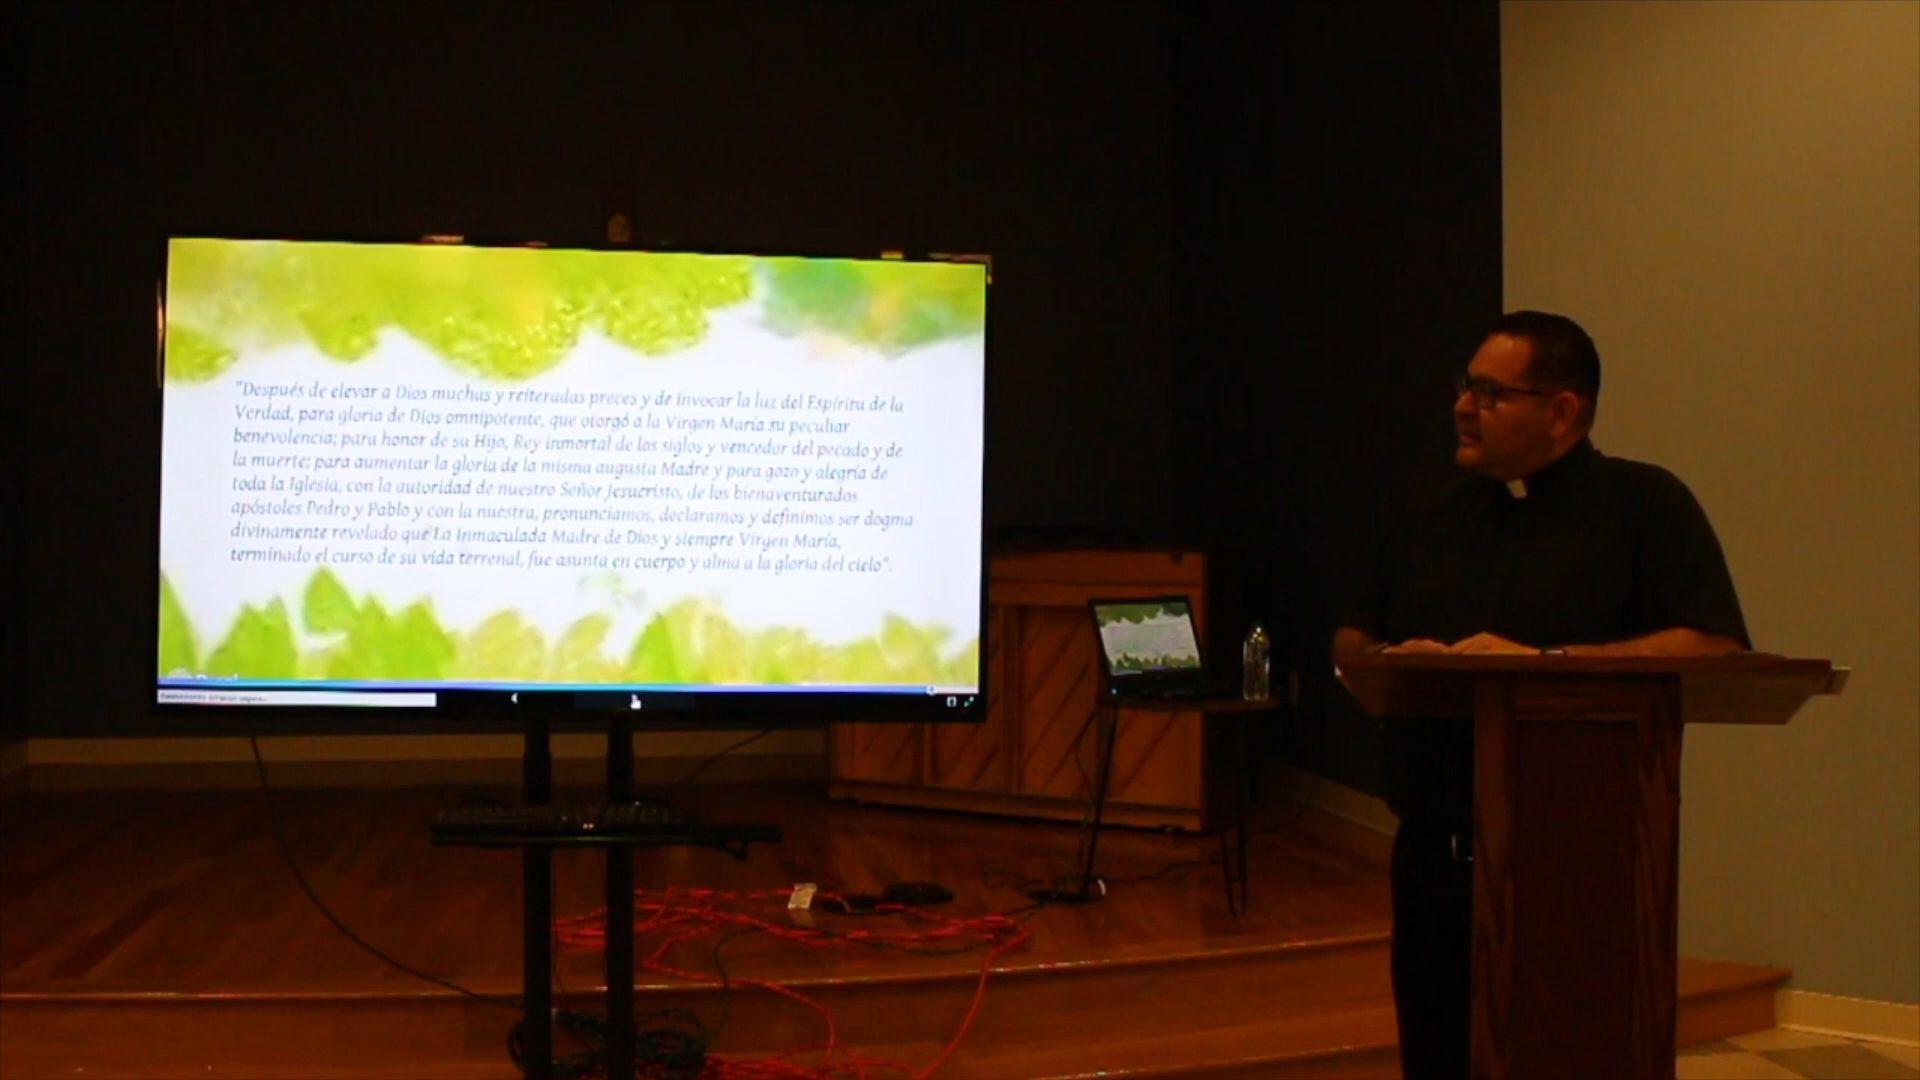 "Después de elevar a Dios muchas y reiteradas preces y de invocar la luz del Espíritu de la
Verdad, para gloria de Dios omnipotente, que otorgó a la Virgen María su peculiar
benevolencia; para honor de su Hijo, Rey inmortal de los siglos y vencedor del pecado y de
la muerte; para aumentar la gloria de la misma augusta Madre y para gozo y alegría de
toda la Iglesia, con la autoridad de nuestro Señor Jesucristo, de los bienaventurados
apóstoles Pedro y Pablo y con la nuestra, pronunciamos, declaramos y definimos ser dogma
divinamente revelado que La Inmaculada Madre de Dios y siempre Virgen María,
terminado el curso de su vida terrenal, fue asunta en cuerpo y alma a la gloria del cielo".